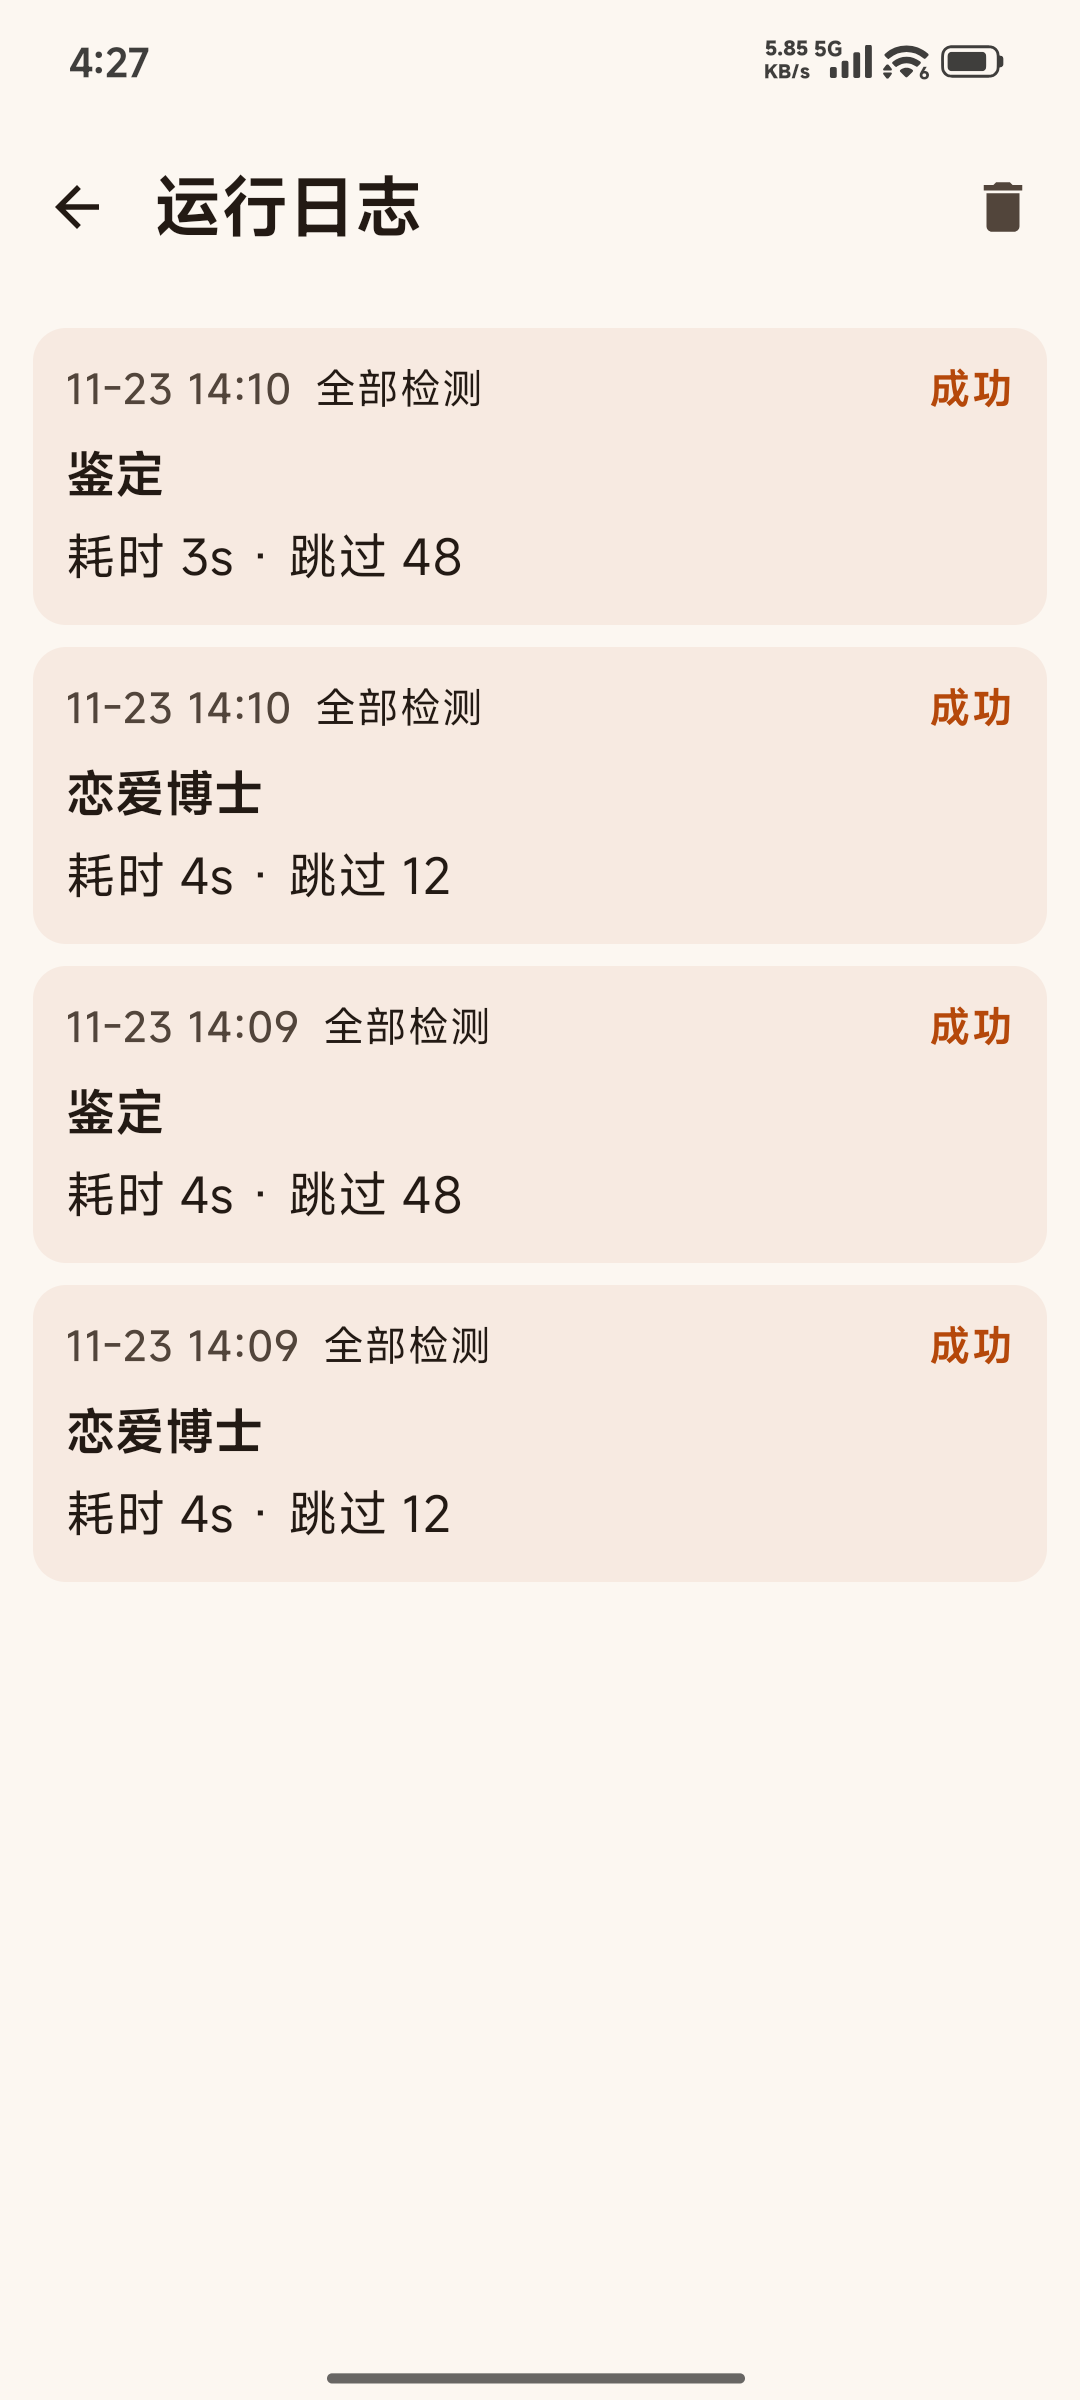 4:27
5.85 5G
KB/s
6
运行日志
11-23 14:10 全部检测 成功
鉴定
耗时 3s · 跳过 48
11-23 14:10 全部检测 成功
恋爱博士
耗时 4s · 跳过 12
11-23 14:09 全部检测 成功
鉴定
耗时 4s · 跳过 48
11-23 14:09 全部检测 成功
恋爱博士
耗时 4s · 跳过 12